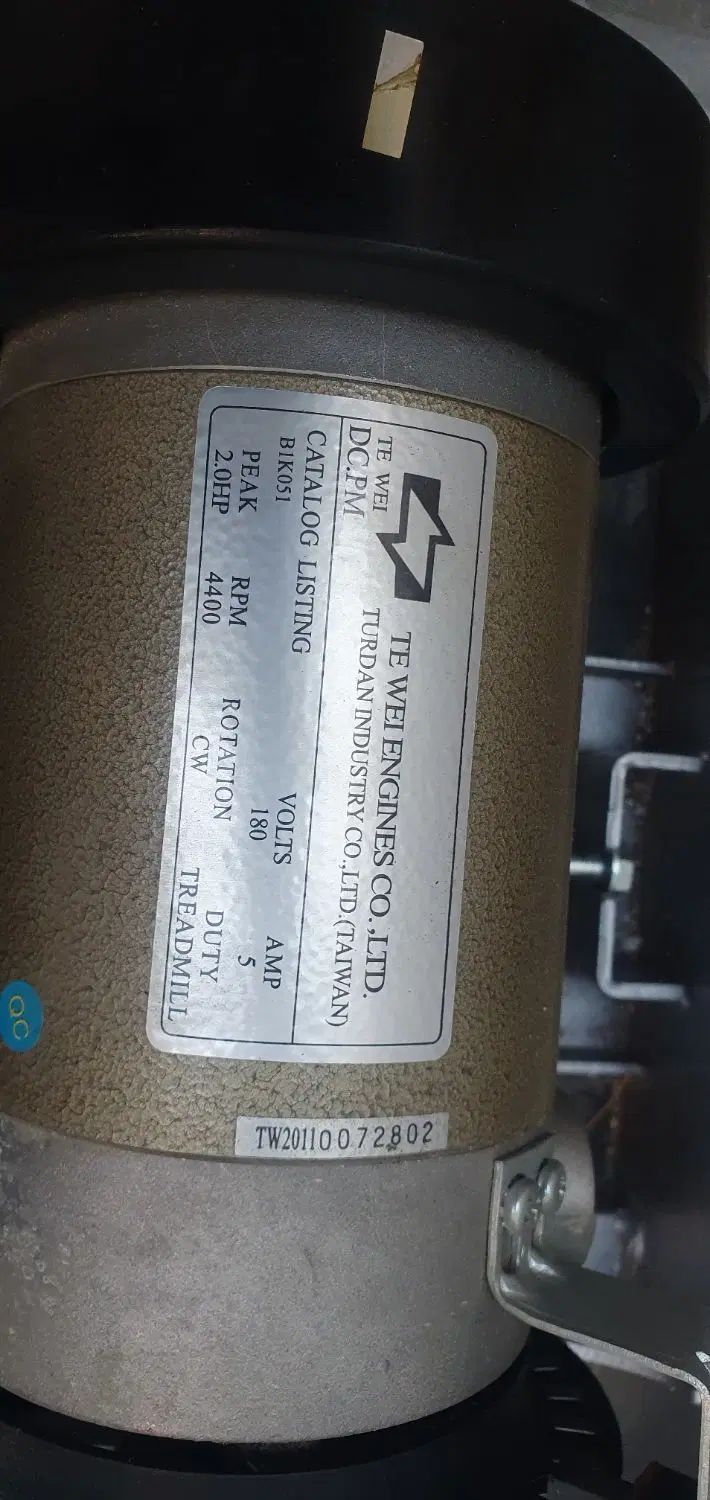 TE WEI
DC.PM
TE WEI ENGINES CO.,LTD.
TURDAN INDUSTRY CO.,LTD.(TAIWAN)
CATALOG LISTING
B1K051
VOLTS AMP
180 5
PEAK RPM ROTATION DUTY
2.0HP 4400 CW TREADMILL
TW20110072802
QC